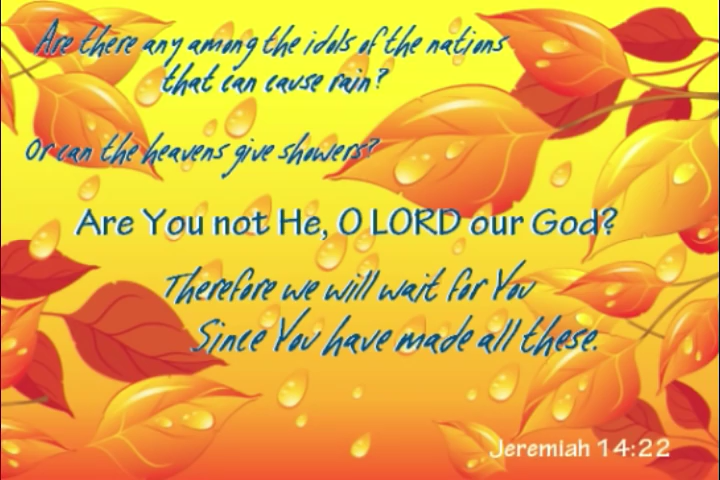 Are there any among the idols of the nations
that can cause rain?
Or can the heavens give showers?
Are You not He, O LORD our God?
Therefore we will wait for You
Since You have made all these.
Jeremiah 14:22